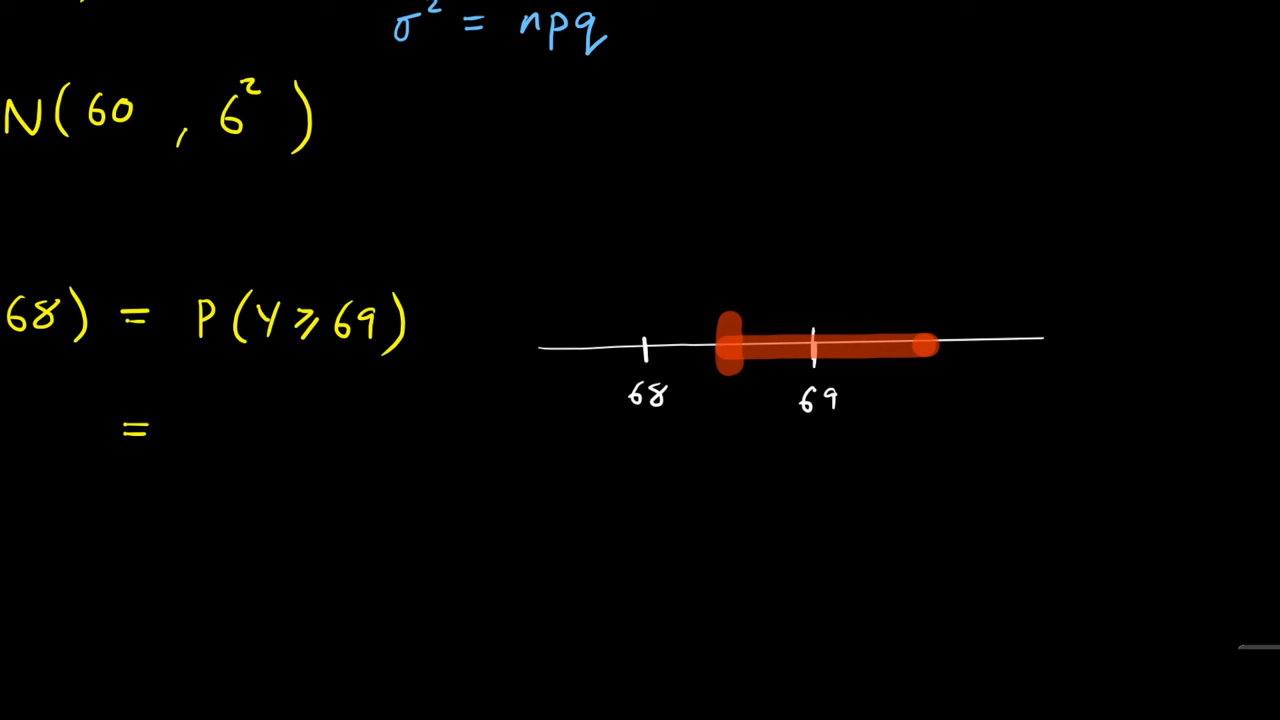 σ² = npq
N(60 , 6²)
68) = P(Y ⩾ 69)
68 69
=